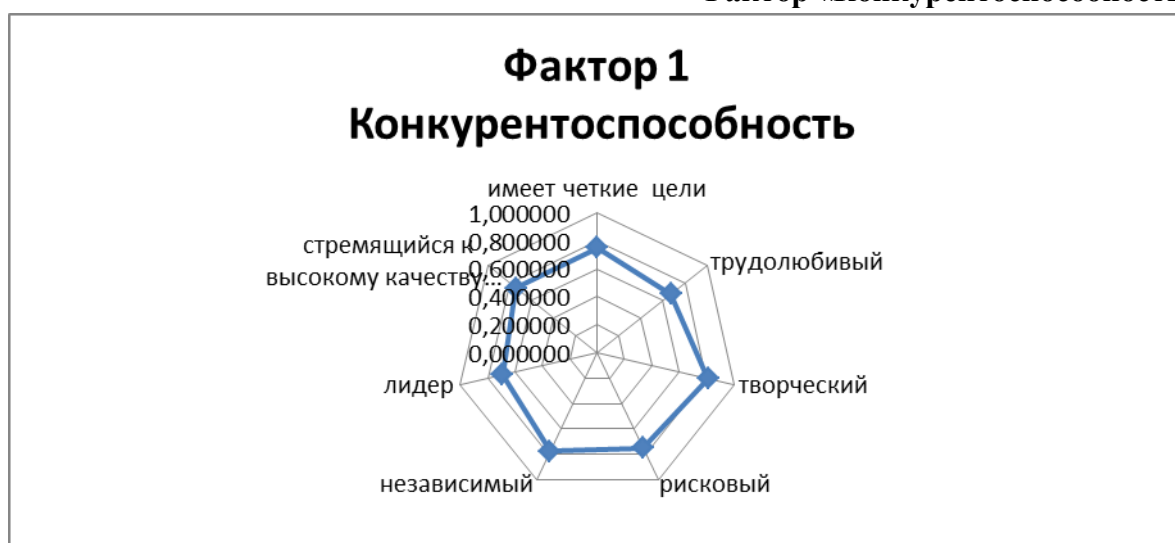 Фактор 1
Конкурентоспособность
имеет четкие цели
1,000000
0,800000
0,600000
0,400000
0,200000
0,000000
стремящийся к
высокому качеству...
трудолюбивый
лидер
творческий
независимый
рисковый